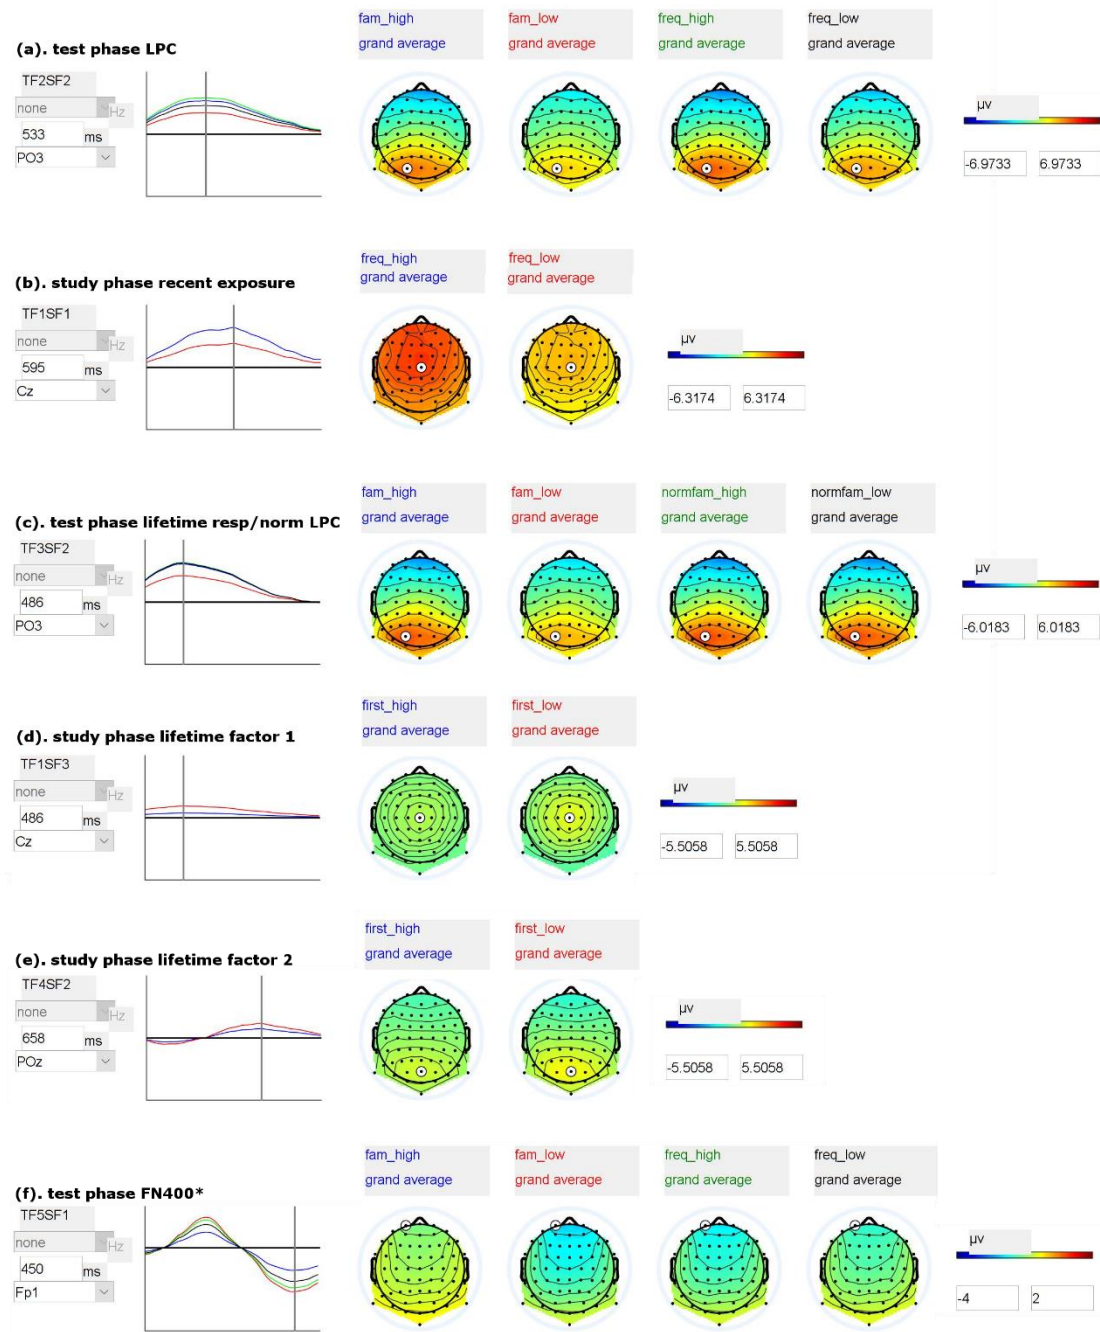 fam_high fam_low freq_high freq_low
grand average grand average grand average grand average
(a). test phase LPC
TF2SF2
none Hz
533 ms
PO3
μv
-6.9733 6.9733
freq_high freq_low
grand average grand average
(b). study phase recent exposure
TF1SF1
none Hz
595 ms
Cz
μv
-6.3174 6.3174
fam_high fam_low normfam_high normfam_low
grand average grand average grand average grand average
(c). test phase lifetime resp/norm LPC
TF3SF2
none Hz
486 ms
PO3
μv
-6.0183 6.0183
first_high first_low
grand average grand average
(d). study phase lifetime factor 1
TF1SF3
none Hz
486 ms
Cz
μv
-5.5058 5.5058
first_high first_low
grand average grand average
(e). study phase lifetime factor 2
TF4SF2
none Hz
658 ms
POz
μv
-5.5058 5.5058
fam_high fam_low freq_high freq_low
grand average grand average grand average grand average
(f). test phase FN400*
TF5SF1
none Hz
450 ms
Fp1
μv
-4 2